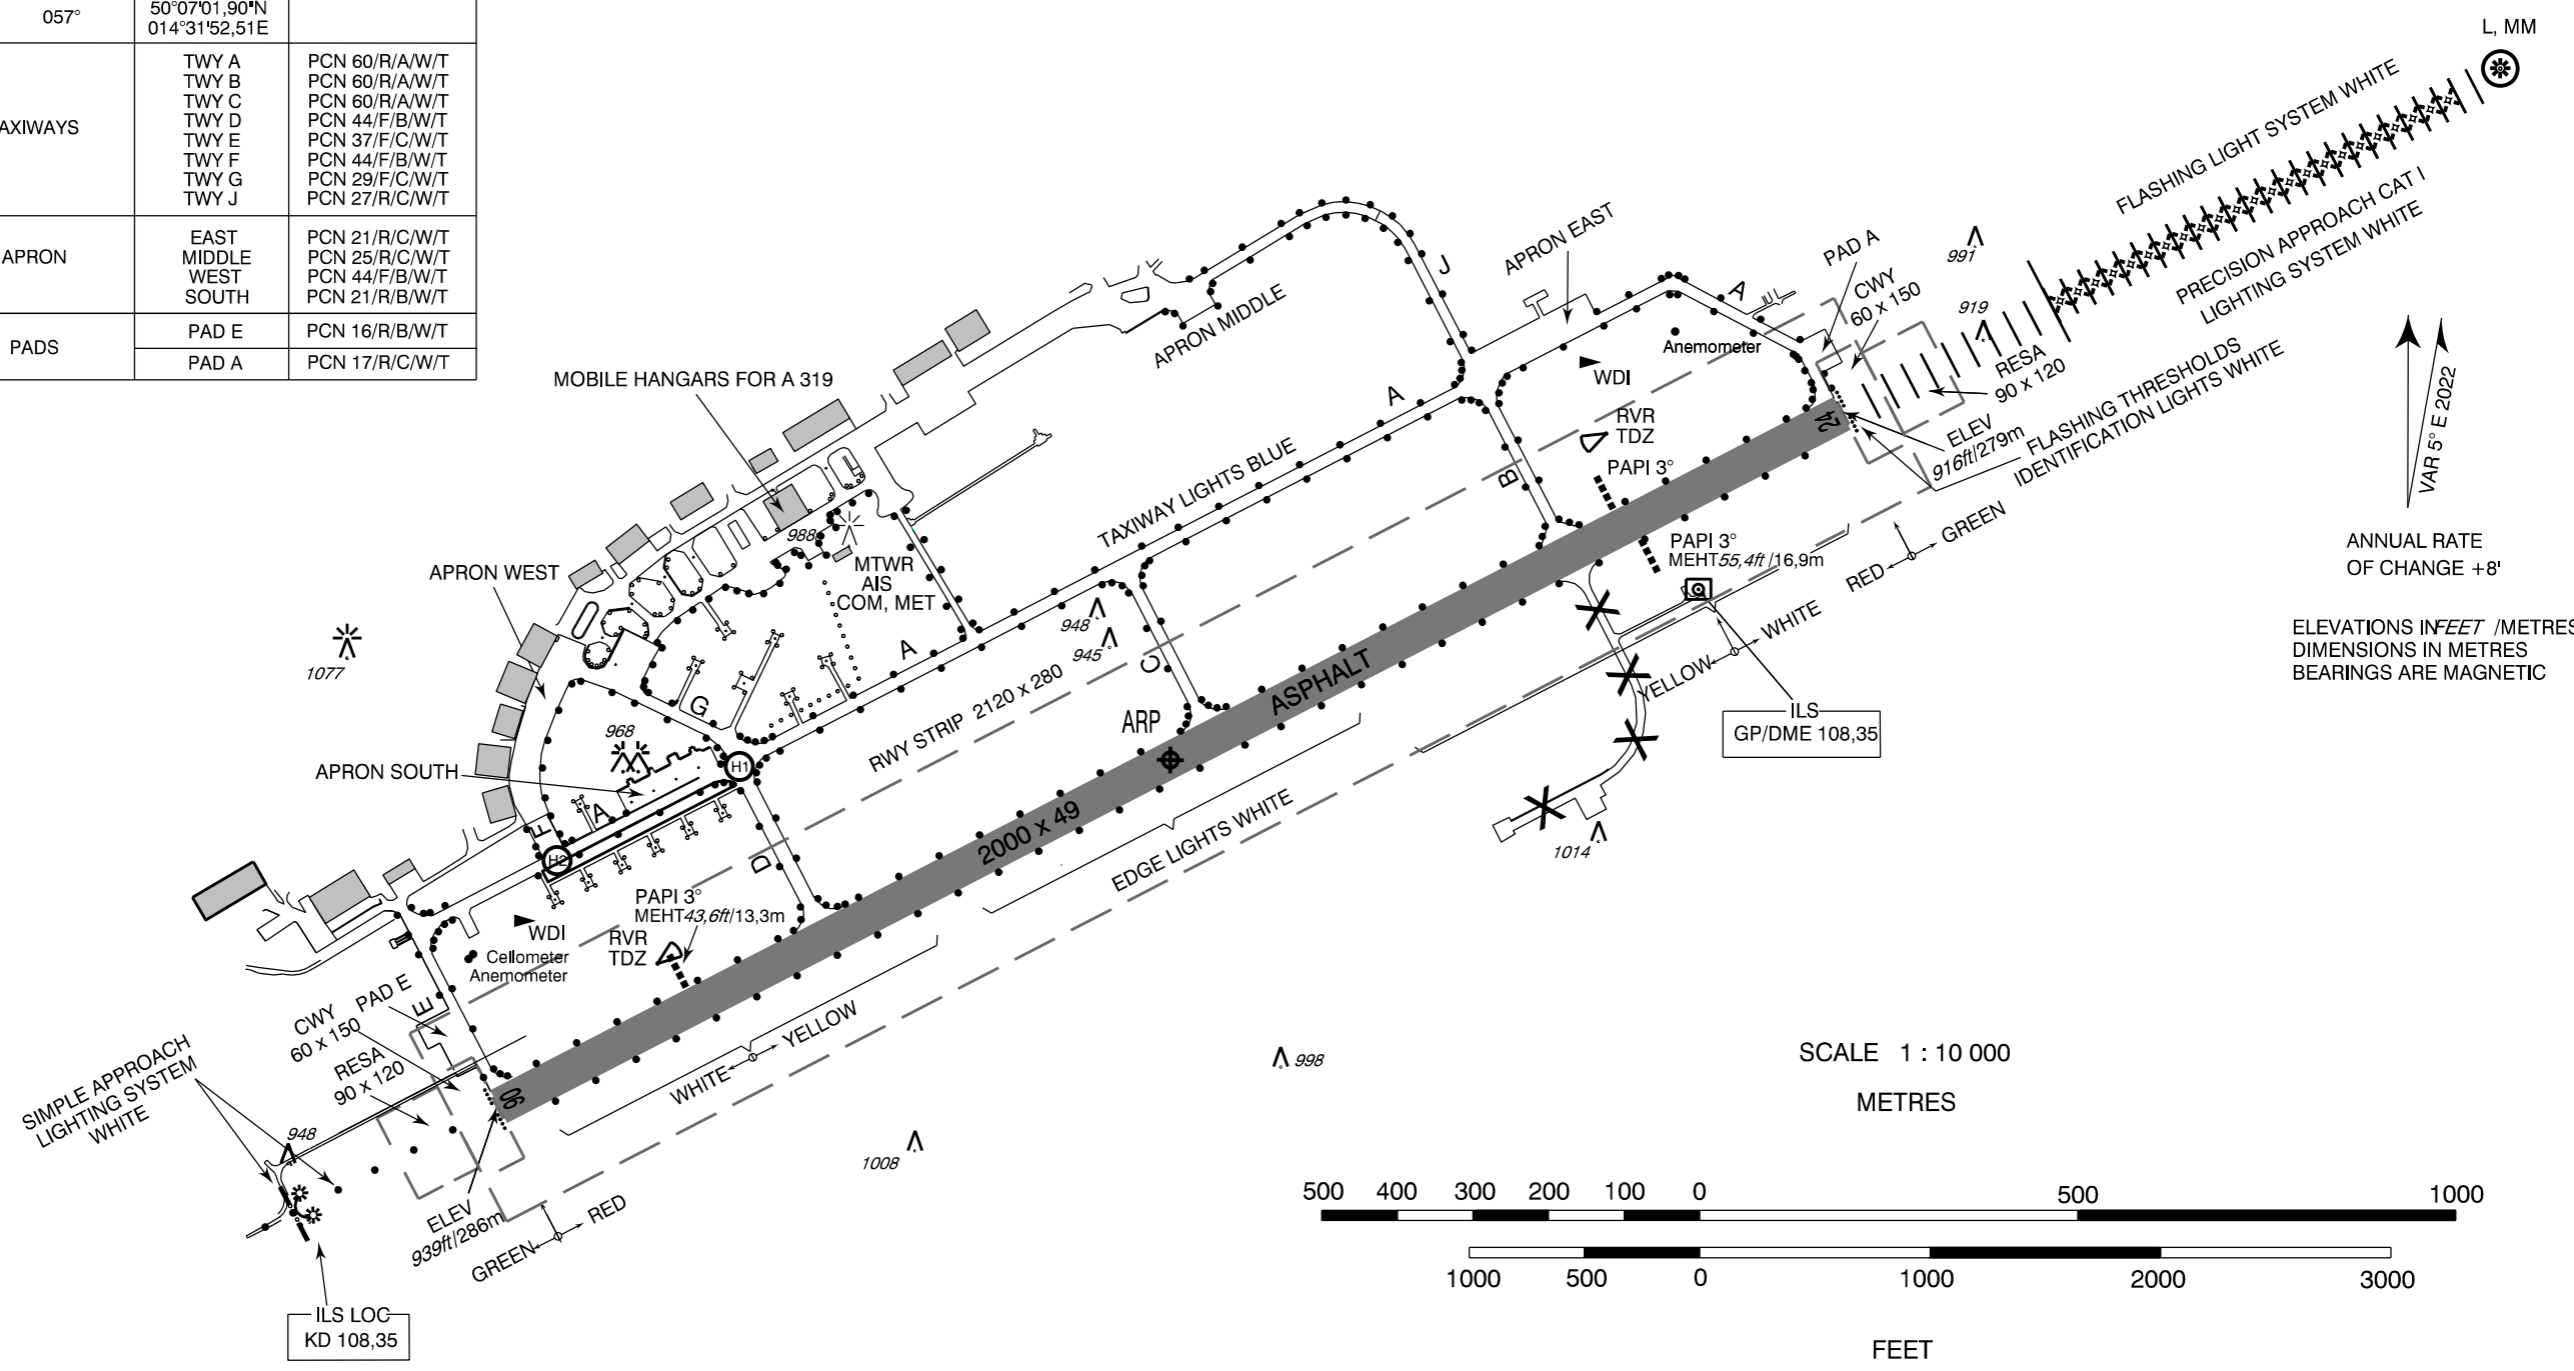 057°
50°07'01,90"N
014°31'52,51E
AXIWAYS
TWY A PCN 60/R/A/W/T
TWY B PCN 60/R/A/W/T
TWY C PCN 60/R/A/W/T
TWY D PCN 44/F/B/W/T
TWY E PCN 37/F/C/W/T
TWY F PCN 44/F/B/W/T
TWY G PCN 29/F/C/W/T
TWY J PCN 27/R/C/W/T
APRON
EAST PCN 21/R/C/W/T
MIDDLE PCN 25/R/C/W/T
WEST PCN 44/F/B/W/T
SOUTH PCN 21/R/B/W/T
PADS
PAD E PCN 16/R/B/W/T
PAD A PCN 17/R/C/W/T
L, MM
FLASHING LIGHT SYSTEM WHITE
PRECISION APPROACH CAT I
LIGHTING SYSTEM WHITE
991
919
PAD A
CWY
60 x 150
RESA
90 x 120
APRON EAST
J
A
APRON MIDDLE
Anemometer
WDI
RVR
TDZ
PAPI 3°
24
ELEV
916ft/279m
FLASHING THRESHOLDS
IDENTIFICATION LIGHTS WHITE
VAR 5° E 2022
ANNUAL RATE
OF CHANGE +8'
ELEVATIONS IN FEET /METRES
DIMENSIONS IN METRES
BEARINGS ARE MAGNETIC
MOBILE HANGARS FOR A 319
A
B
TAXIWAY LIGHTS BLUE
988
MTWR
AIS
COM, MET
APRON WEST
1077
PAPI 3°
MEHT 55,4ft /16,9m
RED
GREEN
YELLOW
WHITE
ILS
GP/DME 108,35
948
945
C
A
G
RWY STRIP 2120 x 280
ARP
ASPHALT
968
H1
APRON SOUTH
A
F
H2
D
2000 x 49
EDGE LIGHTS WHITE
1014
PAPI 3°
MEHT 43,6ft/13,3m
RVR
TDZ
WDI
Cellometer
Anemometer
E
PAD E
CWY
60 x 150
RESA
90 x 120
SIMPLE APPROACH
LIGHTING SYSTEM
WHITE
948
06
WHITE
YELLOW
998
1008
ELEV
939ft/286m
GREEN
RED
ILS LOC
KD 108,35
SCALE 1 : 10 000
METRES
500 400 300 200 100 0 500 1000
1000 500 0 1000 2000 3000
FEET